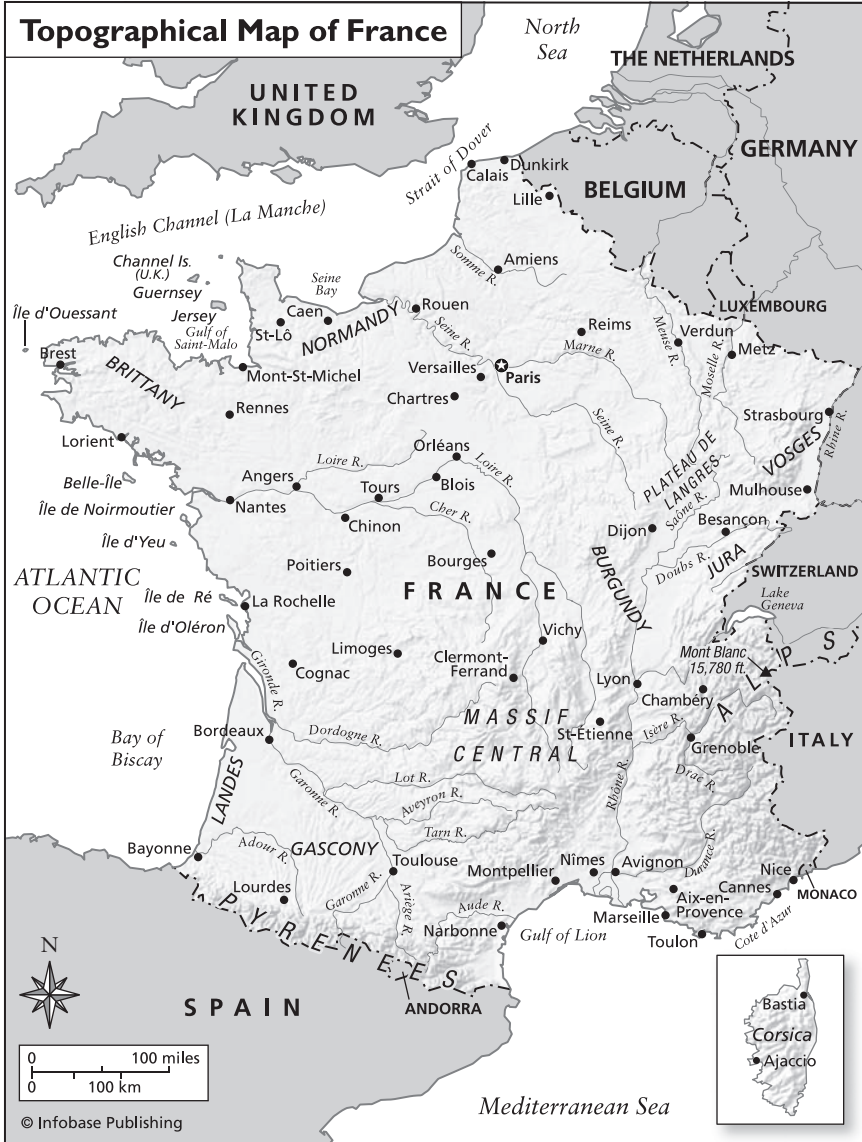 Topographical Map of France
North
Sea
THE NETHERLANDS
UNITED
KINGDOM
GERMANY
Strait of Dover
Dunkirk
Calais
BELGIUM
Lille
English Channel (La Manche)
Channel Is.
(U.K.)
Guernsey
Jersey
Seine
Bay
Somme R.
Amiens
LUXEMBOURG
Île d'Ouessant
Gulf of
Saint-Malo
Caen
St-Lô
NORMANDY
Rouen
Seine R.
Reims
Meuse R.
Verdun
Moselle R.
Metz
Brest
BRITTANY
Mont-St-Michel
Versailles
Paris
Marne R.
Chartres
Rennes
Seine R.
Strasbourg
Rhine R.
Lorient
Orléans
Loire R.
Loire R.
PLATEAU DE
LANGRES
VOSGES
Belle-Île
Angers
Tours
Blois
Saône R.
Mulhouse
Île de Noirmoutier
Nantes
Chinon
Cher R.
Dijon
Besançon
Île d'Yeu
Poitiers
Bourges
BURGUNDY
Doubs R.
JURA
SWITZERLAND
ATLANTIC
OCEAN
FRANCE
Île de Ré
La Rochelle
Lake
Geneva
Île d'Oléron
Vichy
Limoges
Mont Blanc
15,780 ft.
ALPS
Gironde R.
Cognac
Clermont-
Ferrand
Lyon
Chambéry
MASSIF
CENTRAL
St-Étienne
Isère R.
Bay of
Biscay
Bordeaux
Dordogne R.
Grenoble
ITALY
LANDES
Garonne R.
Lot R.
Rhône R.
Drac R.
Aveyron R.
Tarn R.
Bayonne
Adour R.
GASCONY
Toulouse
Montpellier
Nîmes
Avignon
Durance R.
Nice
Lourdes
Garonne R.
Ariège R.
Cannes
MONACO
Aix-en-
Provence
Aude R.
Marseille
Narbonne
Gulf of Lion
Toulon
Cote d'Azur
PYRENEES
N
ANDORRA
SPAIN
Bastia
Corsica
Ajaccio
0 100 miles
0 100 km
Mediterranean Sea
© Infobase Publishing